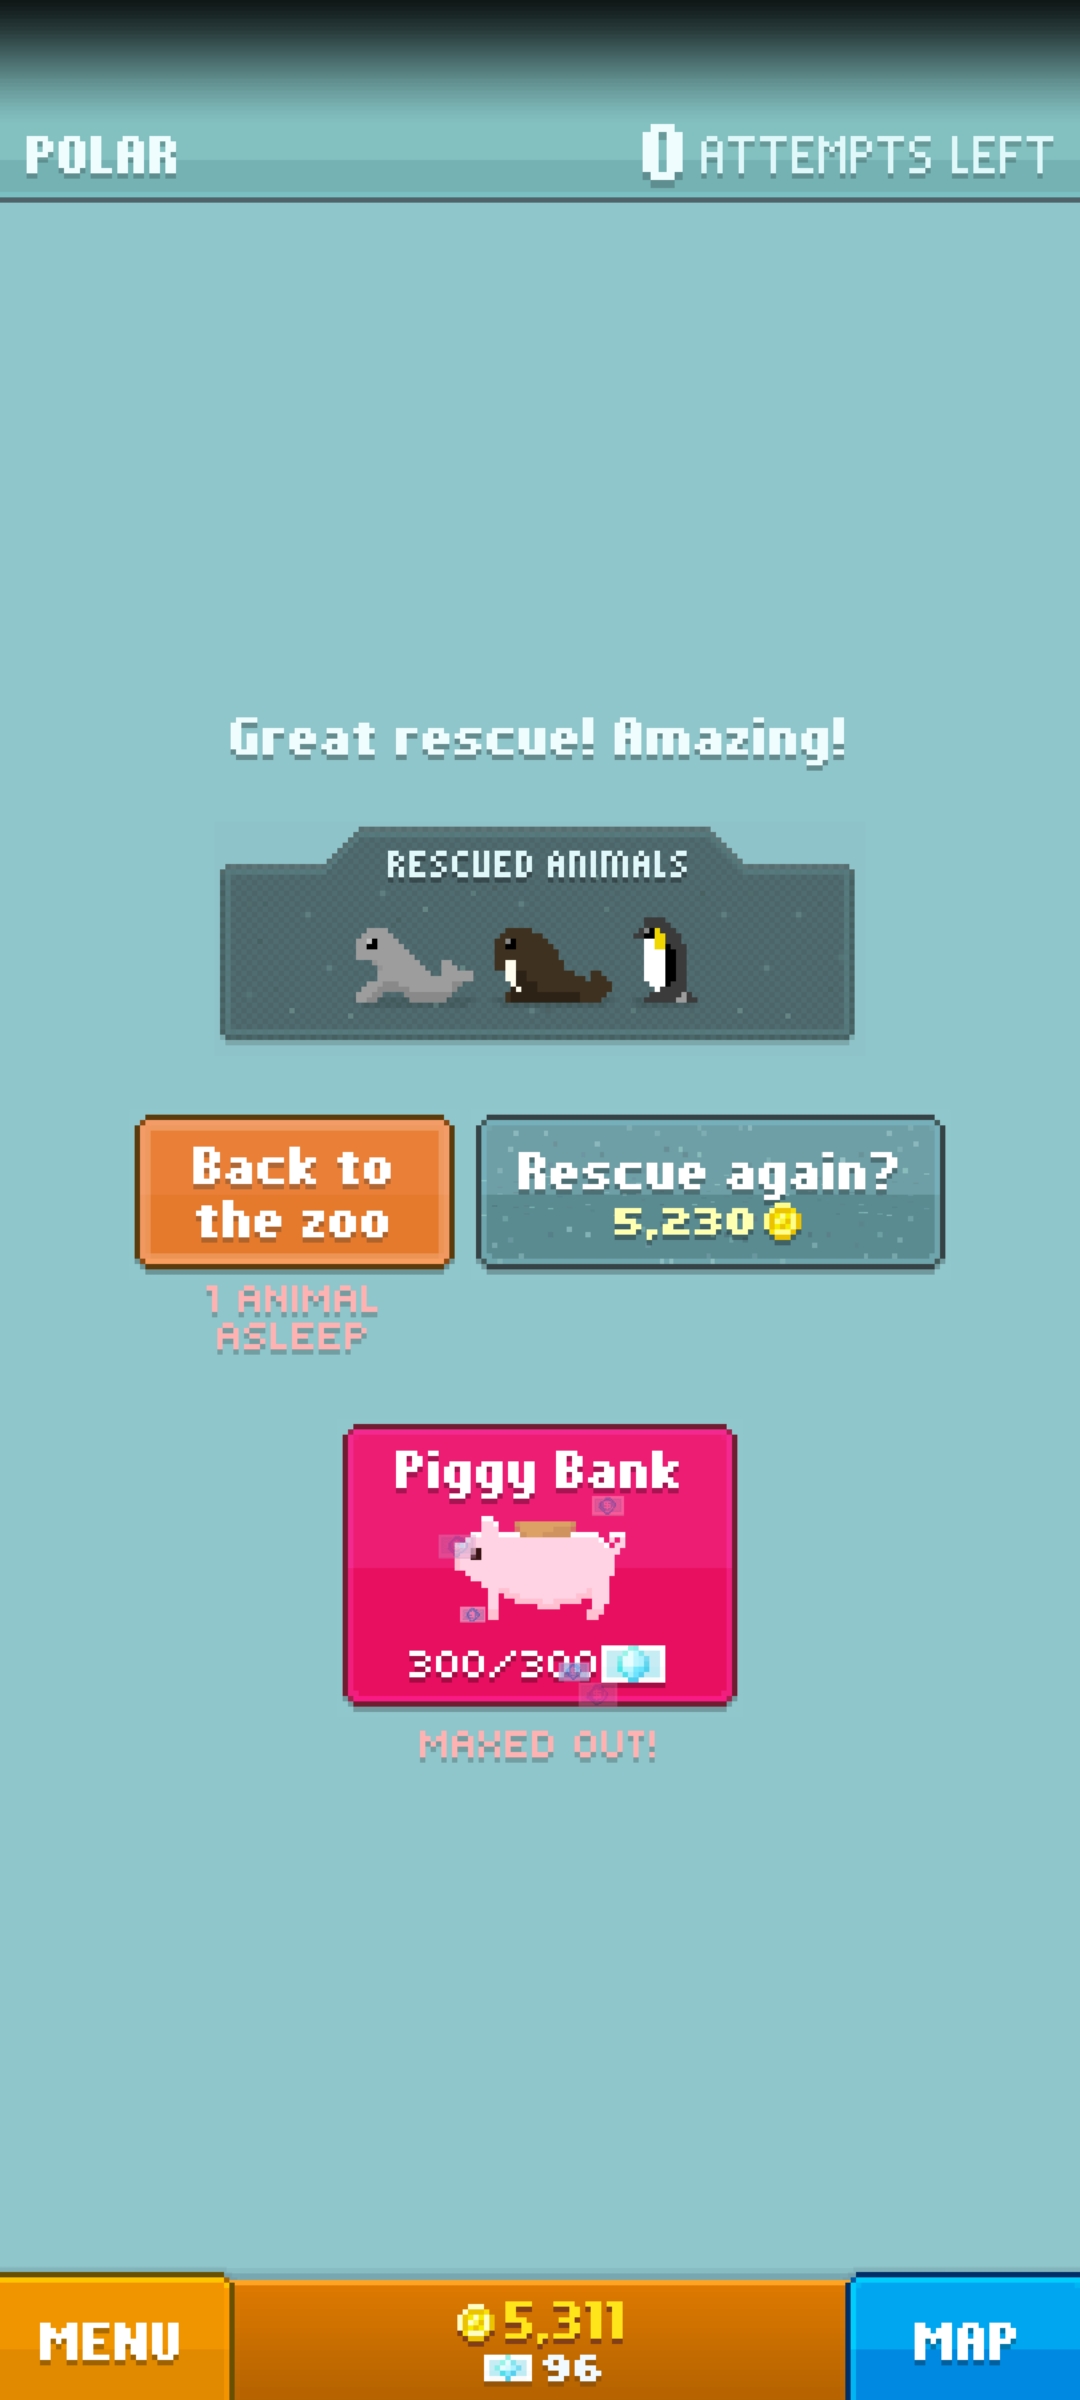 POLAR
0 ATTEMPTS LEFT
Great rescue! Amazing!
RESCUED ANIMALS
Back to
the zoo
Rescue again?
5,230
1 ANIMAL
ASLEEP
Piggy Bank
300/300
MAXED OUT!
MENU
5,311
96
MAP